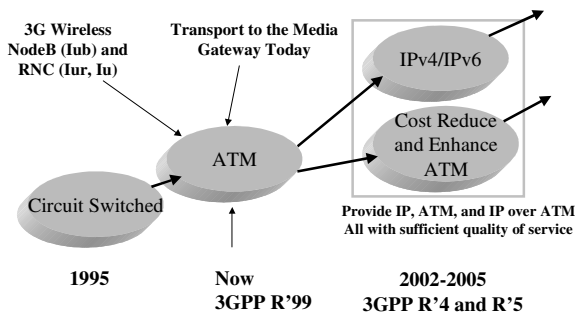 3G Wireless
NodeB (Iub) and
RNC (Iur, Iu)
Transport to the Media
Gateway Today
IPv4/IPv6
Cost Reduce
and Enhance
ATM
ATM
Circuit Switched
Provide IP, ATM, and IP over ATM
All with sufficient quality of service
1995
Now
3GPP R'99
2002-2005
3GPP R'4 and R'5